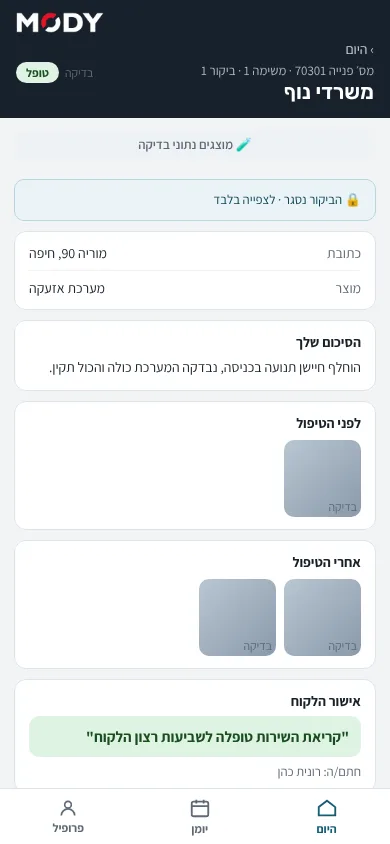 MODY
› היום
מס׳ פנייה 70301 · משימה 1 · ביקור 1
בדיקה טופל
משרדי נוף
🧪 מוצגים נתוני בדיקה
🔒 הביקור נסגר · לצפייה בלבד
כתובת מוריה 90, חיפה
מוצר מערכת אזעקה
הסיכום שלך
הוחלף חיישן תנועה בכניסה, נבדקה המערכת כולה והכול תקין.
לפני הטיפול
בדיקה
אחרי הטיפול
בדיקה בדיקה
אישור הלקוח
"קריאת השירות טופלה לשביעות רצון הלקוח"
חתם/ה: רונית כהן
היום יומן פרופיל